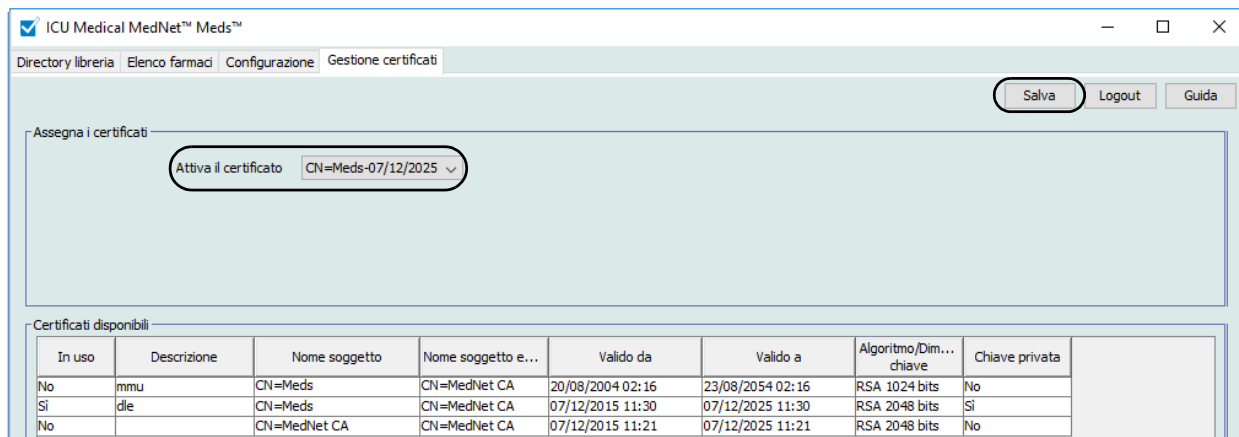 ICU Medical MedNet™ Meds™
Directory libreria Elenco farmaci Configurazione Gestione certificati
Salva Logout Guida
Assegna i certificati
Attiva il certificato CN=Meds-07/12/2025
Certificati disponibili
In uso Descrizione Nome soggetto Nome soggetto e... Valido da Valido a Algoritmo/Dim... chiave Chiave privata
No mmu CN=Meds CN=MedNet CA 20/08/2004 02:16 23/08/2054 02:16 RSA 1024 bits No
Sì dle CN=Meds CN=MedNet CA 07/12/2015 11:30 07/12/2025 11:30 RSA 2048 bits Sì
No CN=MedNet CA CN=MedNet CA 07/12/2015 11:21 07/12/2025 11:21 RSA 2048 bits No